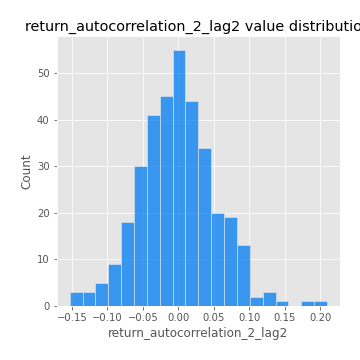 return_autocorrelation_2_lag2 value distributio
50
40
30
20
10
0
Count
−0.15 −0.10 −0.05 0.00 0.05 0.10 0.15 0.20
return_autocorrelation_2_lag2